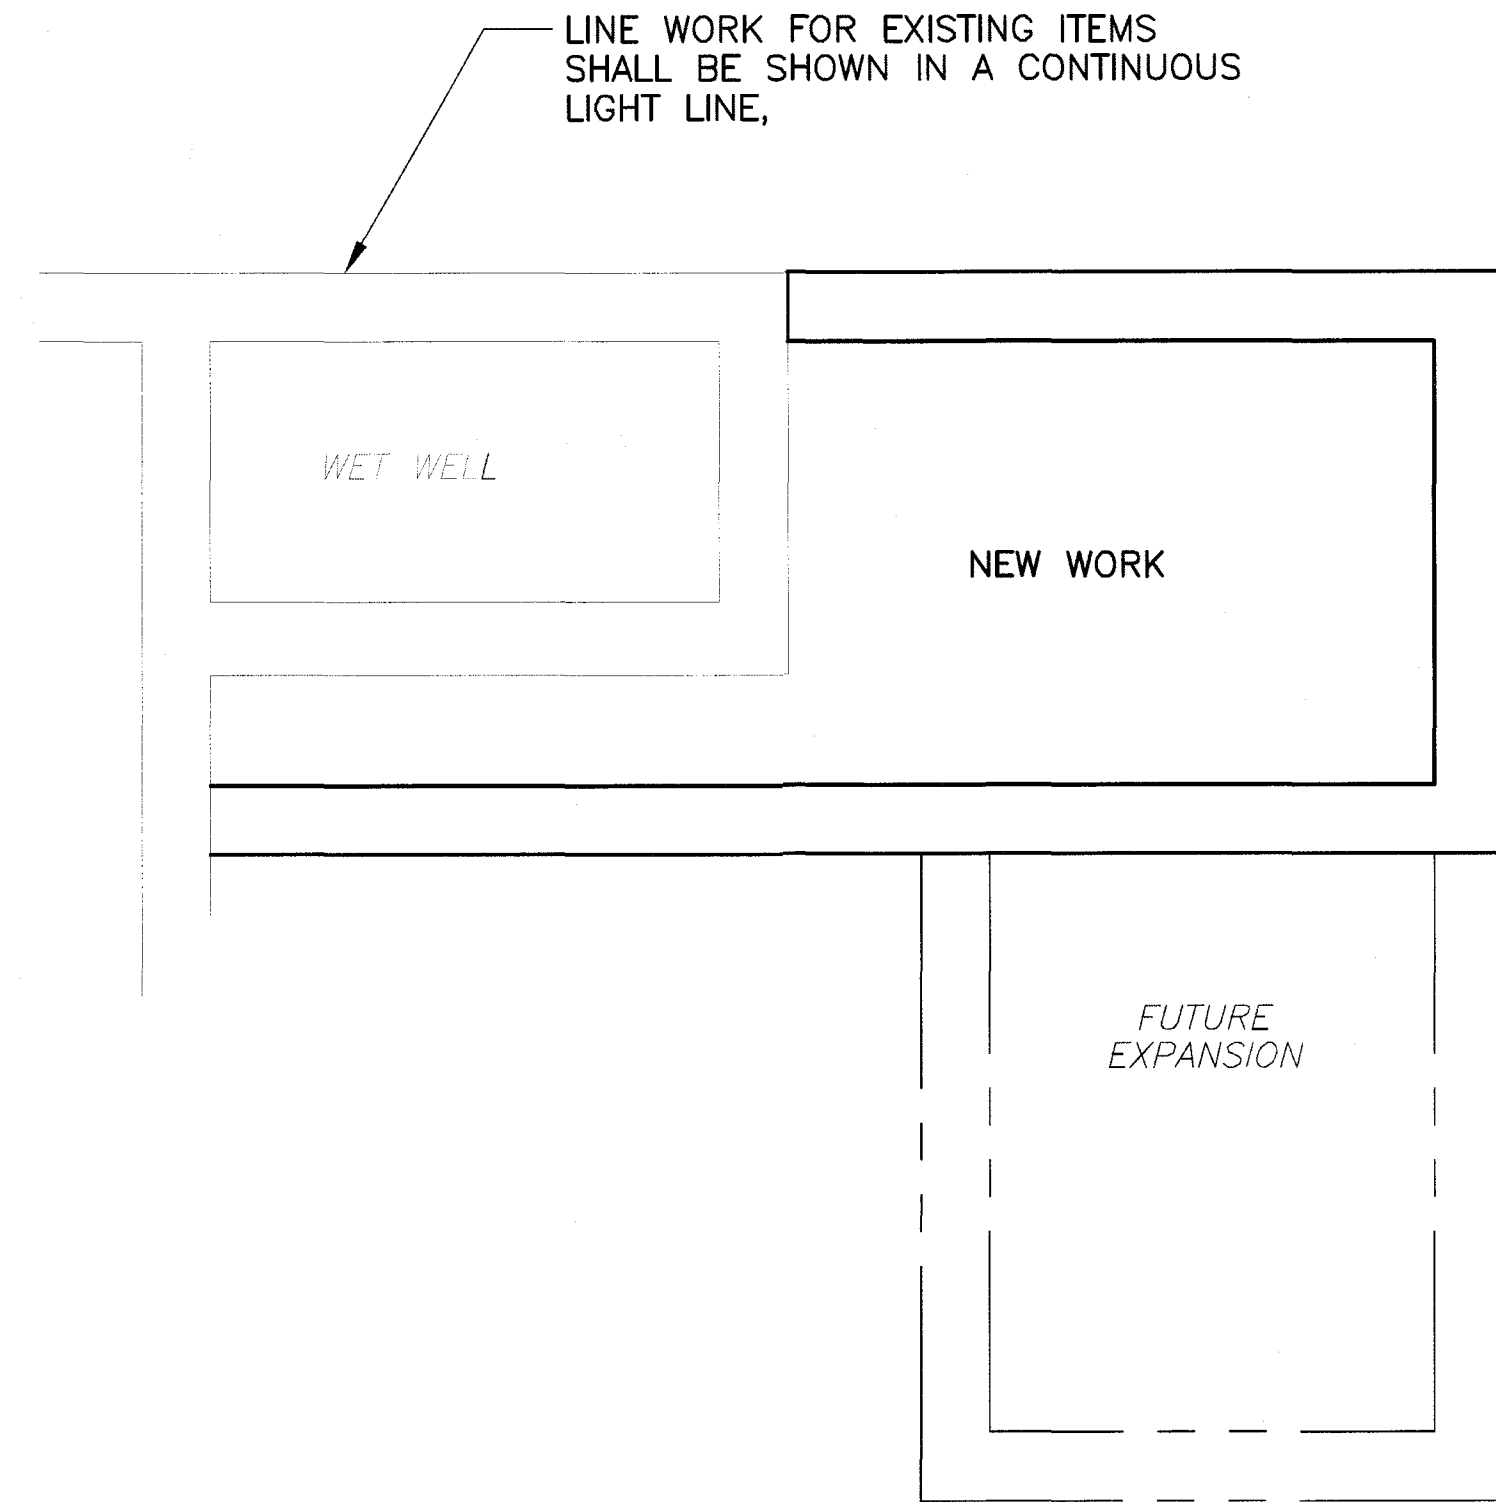 LINE WORK FOR EXISTING ITEMS
SHALL BE SHOWN IN A CONTINUOUS
LIGHT LINE,
WET WELL
NEW WORK
FUTURE
EXPANSION